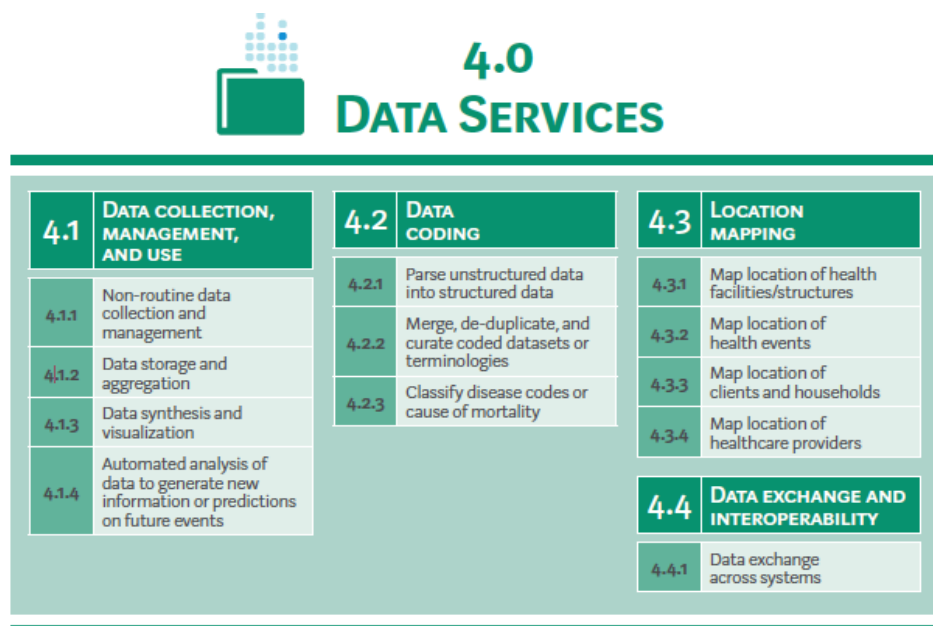 4.0
DATA SERVICES
4.1
DATA COLLECTION,
MANAGEMENT,
AND USE
4.1.1
Non-routine data
collection and
management
4.1.2
Data storage and
aggregation
4.1.3
Data synthesis and
visualization
4.1.4
Automated analysis of
data to generate new
information or predictions
on future events
4.2
DATA
CODING
4.2.1
Parse unstructured data
into structured data
4.2.2
Merge, de-duplicate, and
curate coded datasets or
terminologies
4.2.3
Classify disease codes or
cause of mortality
4.3
LOCATION
MAPPING
4.3.1
Map location of health
facilities/structures
4.3.2
Map location of
health events
4.3.3
Map location of
clients and households
4.3.4
Map location of
healthcare providers
4.4
DATA EXCHANGE AND
INTEROPERABILITY
4.4.1
Data exchange
across systems